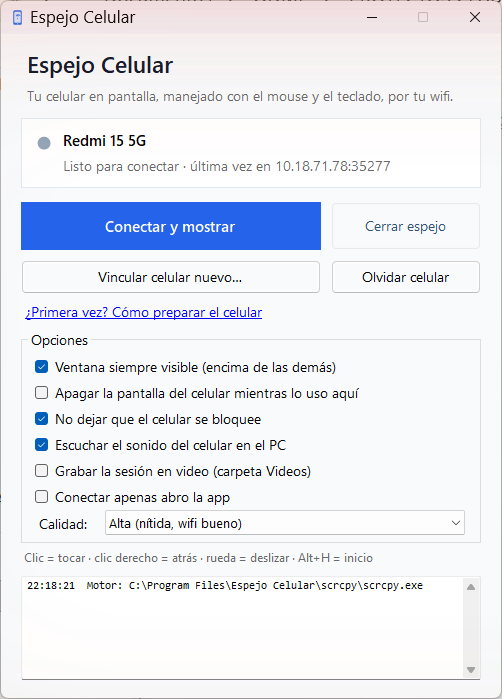 Espejo Celular
Espejo Celular
Tu celular en pantalla, manejado con el mouse y el teclado, por tu wifi.
Redmi 15 5G
Listo para conectar · última vez en 10.18.71.78:35277
Conectar y mostrar
Cerrar espejo
Vincular celular nuevo...
Olvidar celular
¿Primera vez? Cómo preparar el celular
Opciones
Ventana siempre visible (encima de las demás)
Apagar la pantalla del celular mientras lo uso aquí
No dejar que el celular se bloquee
Escuchar el sonido del celular en el PC
Grabar la sesión en video (carpeta Videos)
Conectar apenas abro la app
Calidad: Alta (nítida, wifi bueno)
Clic = tocar · clic derecho = atrás · rueda = deslizar · Alt+H = inicio
22:18:21 Motor: C:\Program Files\Espejo Celular\scrcpy\scrcpy.exe